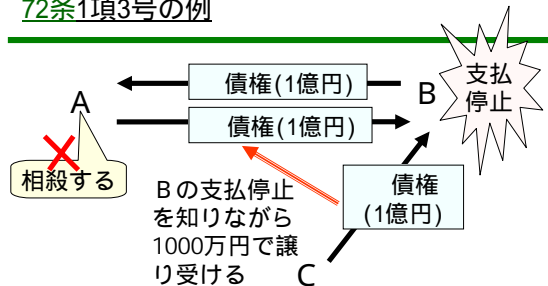 72条1項3号の例
債権(1億円)
支払
停止
A
B
債権(1億円)
相殺する
Bの支払停止
を知りながら
1000万円で譲
り受ける
債権
(1億円)
C